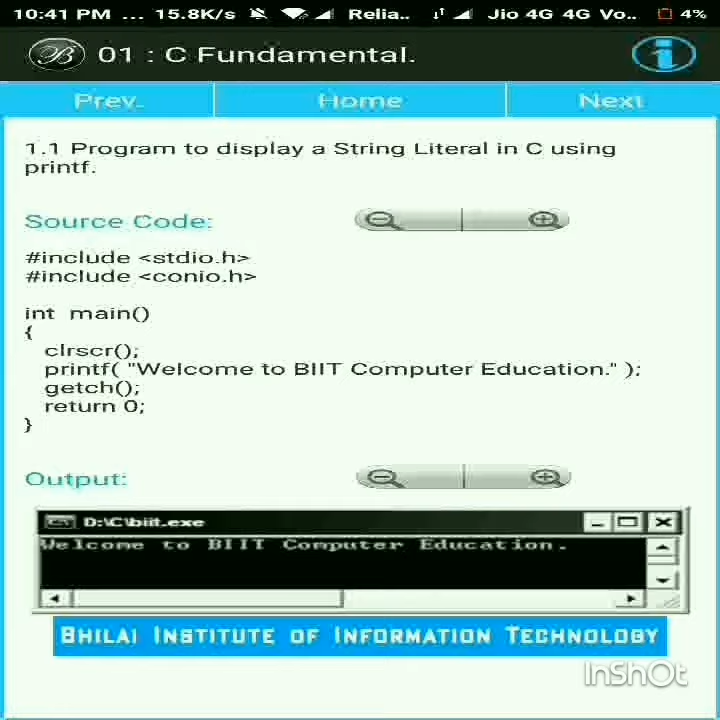 10:41 PM ... 15.8K/s Relia.. Jio 4G 4G Vo.. 4%
B 01 : C Fundamental.
Prev. Home Next
1.1 Program to display a String Literal in C using
printf.
Source Code:
#include <stdio.h>
#include <conio.h>
int main()
{
clrscr();
printf( "Welcome to BIIT Computer Education." );
getch();
return 0;
}
Output:
D:\C\biit.exe
Welcome to BIIT Computer Education.
BHILAI INSTITUTE OF INFORMATION TECHNOLOGY
InShOt